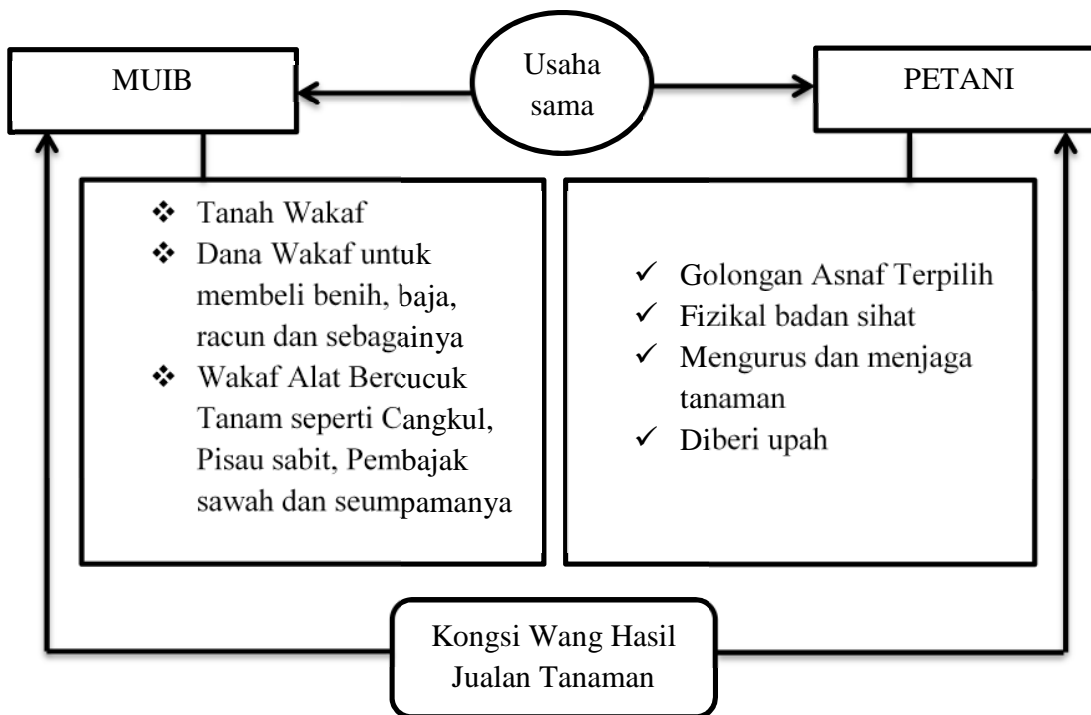 MUIB
Usaha
sama
PETANI
❖ Tanah Wakaf
❖ Dana Wakaf untuk
membeli benih, baja,
racun dan sebagainya
❖ Wakaf Alat Bercucuk
Tanam seperti Cangkul,
Pisau sabit, Pembajak
sawah dan seumpamanya
✓ Golongan Asnaf Terpilih
✓ Fizikal badan sihat
✓ Mengurus dan menjaga
tanaman
✓ Diberi upah
Kongsi Wang Hasil
Jualan Tanaman